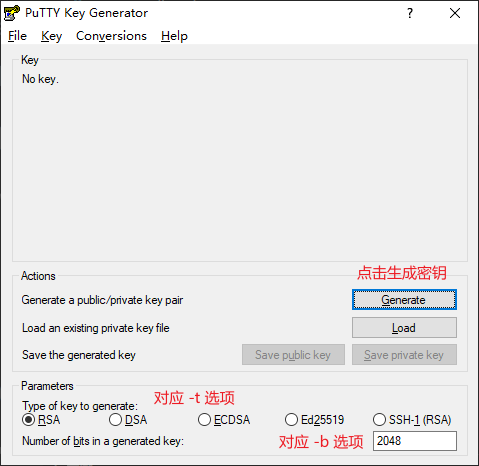 PuTTY Key Generator
File Key Conversions Help
Key
No key.
点击生成密钥
Actions
Generate a public/private key pair Generate
Load an existing private key file Load
Save the generated key Save public key Save private key
Parameters
对应 -t 选项
Type of key to generate:
RSA DSA ECDSA Ed25519 SSH-1 (RSA)
对应 -b 选项
Number of bits in a generated key: 2048